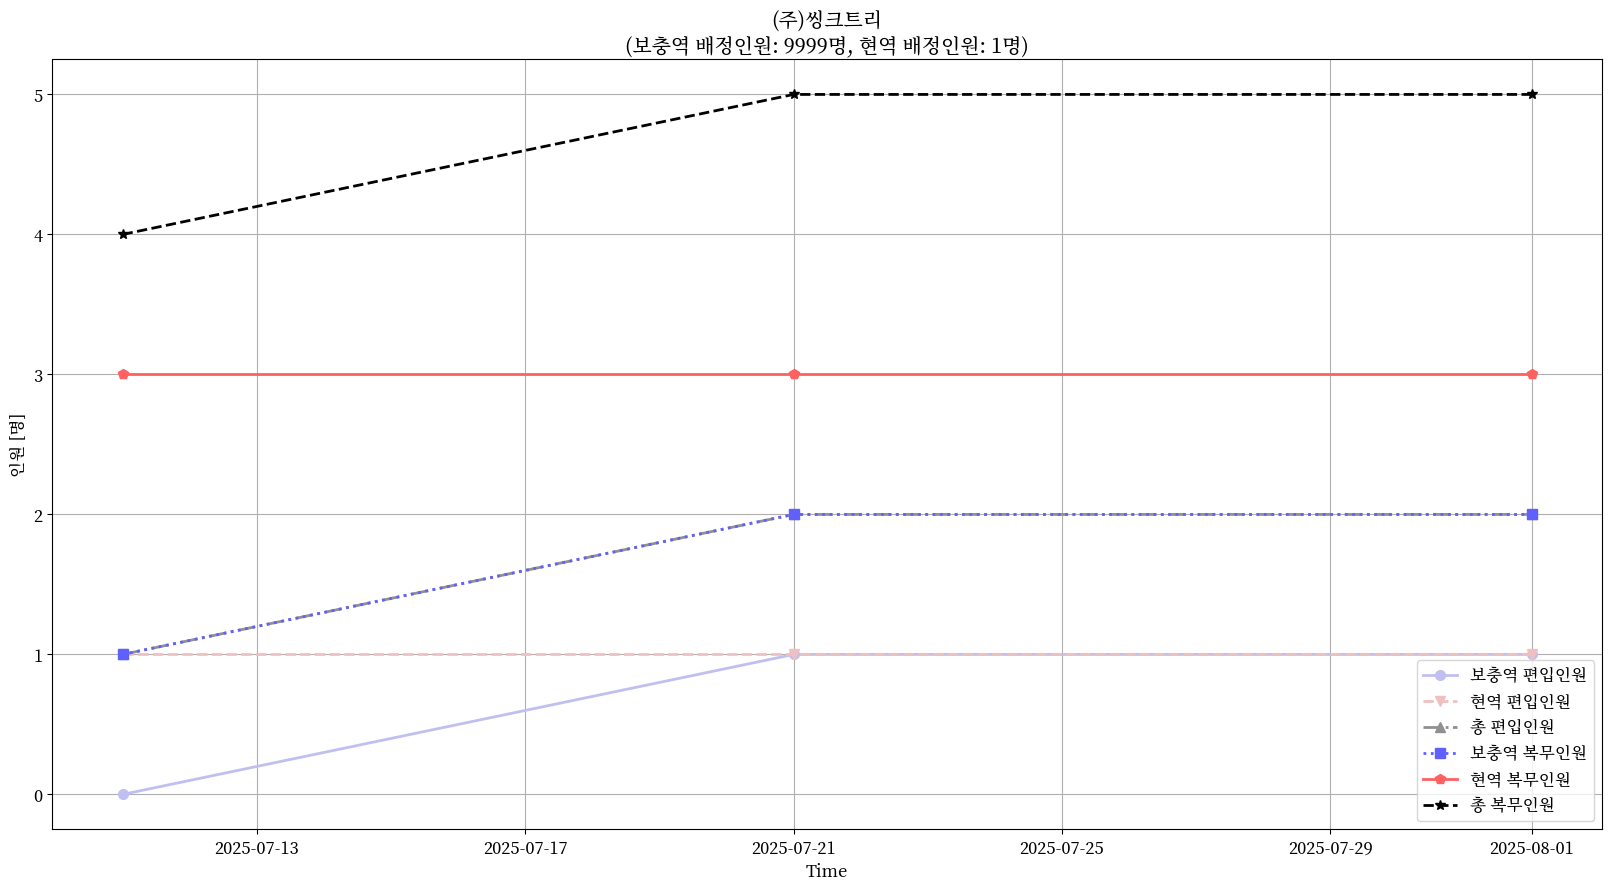 (주)씽크트리
(보충역 배정인원: 9999명, 현역 배정인원: 1명)
5
4
3
2
1
0
인원 [명]
2025-07-13
2025-07-17
2025-07-21
2025-07-25
2025-07-29
2025-08-01
Time
보충역 편입인원
현역 편입인원
총 편입인원
보충역 복무인원
현역 복무인원
총 복무인원